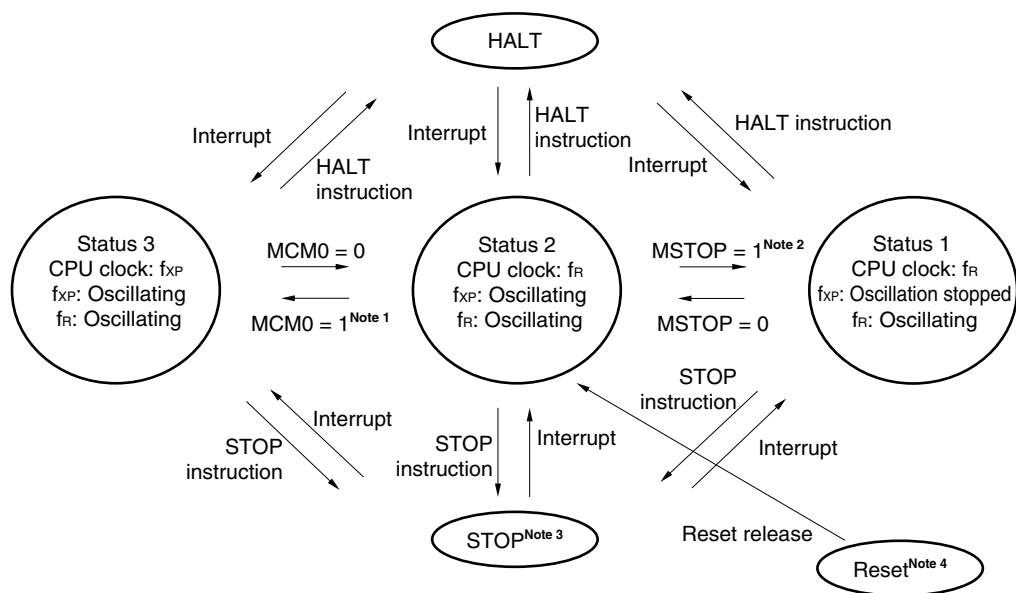 HALT
Interrupt
HALT
instruction
Interrupt
HALT
instruction
Interrupt
HALT instruction
Status 3
CPU clock: fXP
fXP: Oscillating
fR: Oscillating
MCM0 = 0
MCM0 = 1Note 1
Status 2
CPU clock: fR
fXP: Oscillating
fR: Oscillating
MSTOP = 1Note 2
MSTOP = 0
Status 1
CPU clock: fR
fXP: Oscillation stopped
fR: Oscillating
STOP
instruction
Interrupt
STOP
instruction
Interrupt
STOP
instruction
Interrupt
STOPNote 3
Reset release
ResetNote 4